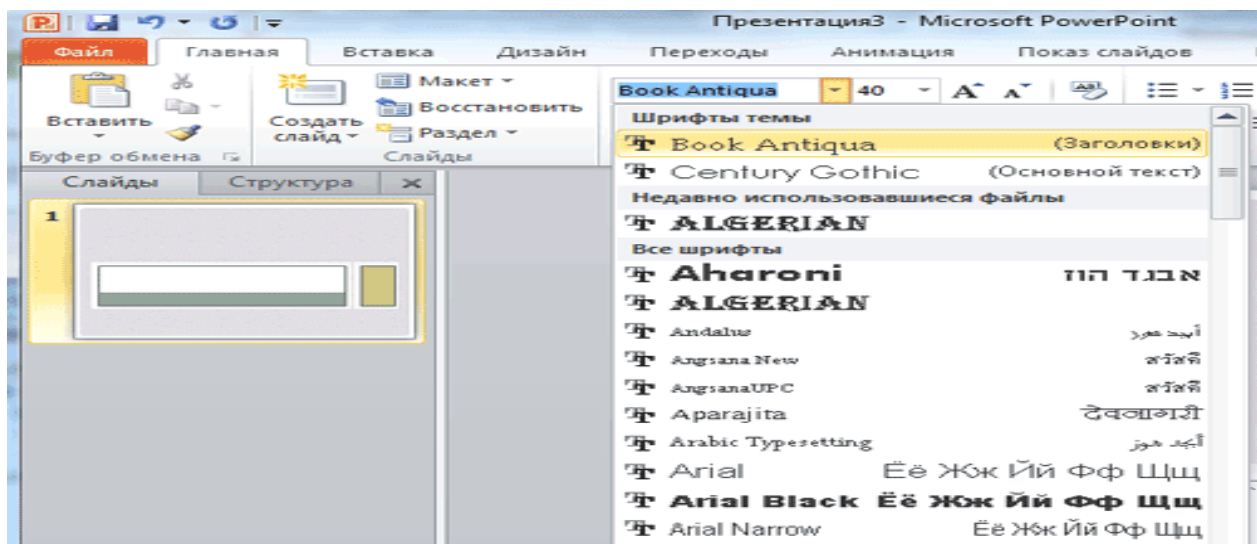 Презентация3 - Microsoft PowerPoint
Файл Главная Вставка Дизайн Переходы Анимация Показ слайдов
Вставить
Буфер обмена
Создать слайд
Макет
Восстановить
Раздел
Слайды
Book Antiqua 40
Слайды Структура
1
Шрифты темы
Book Antiqua (Заголовки)
Century Gothic (Основной текст)
Недавно использовавшиеся файлы
ALGERIAN
Все шрифты
Aharoni אבגד הוז
ALGERIAN
Andalus أبجد هوز
Angsana New สวัสดี
AngsanaUPC สวัสดี
Aparajita देवनागरी
Arabic Typesetting أبجد هوز
Arial Ёё Жж Йй Фф Щщ
Arial Black Ёё Жж Йй Фф Щщ
Arial Narrow Ёё Жж Йй Фф Щщ